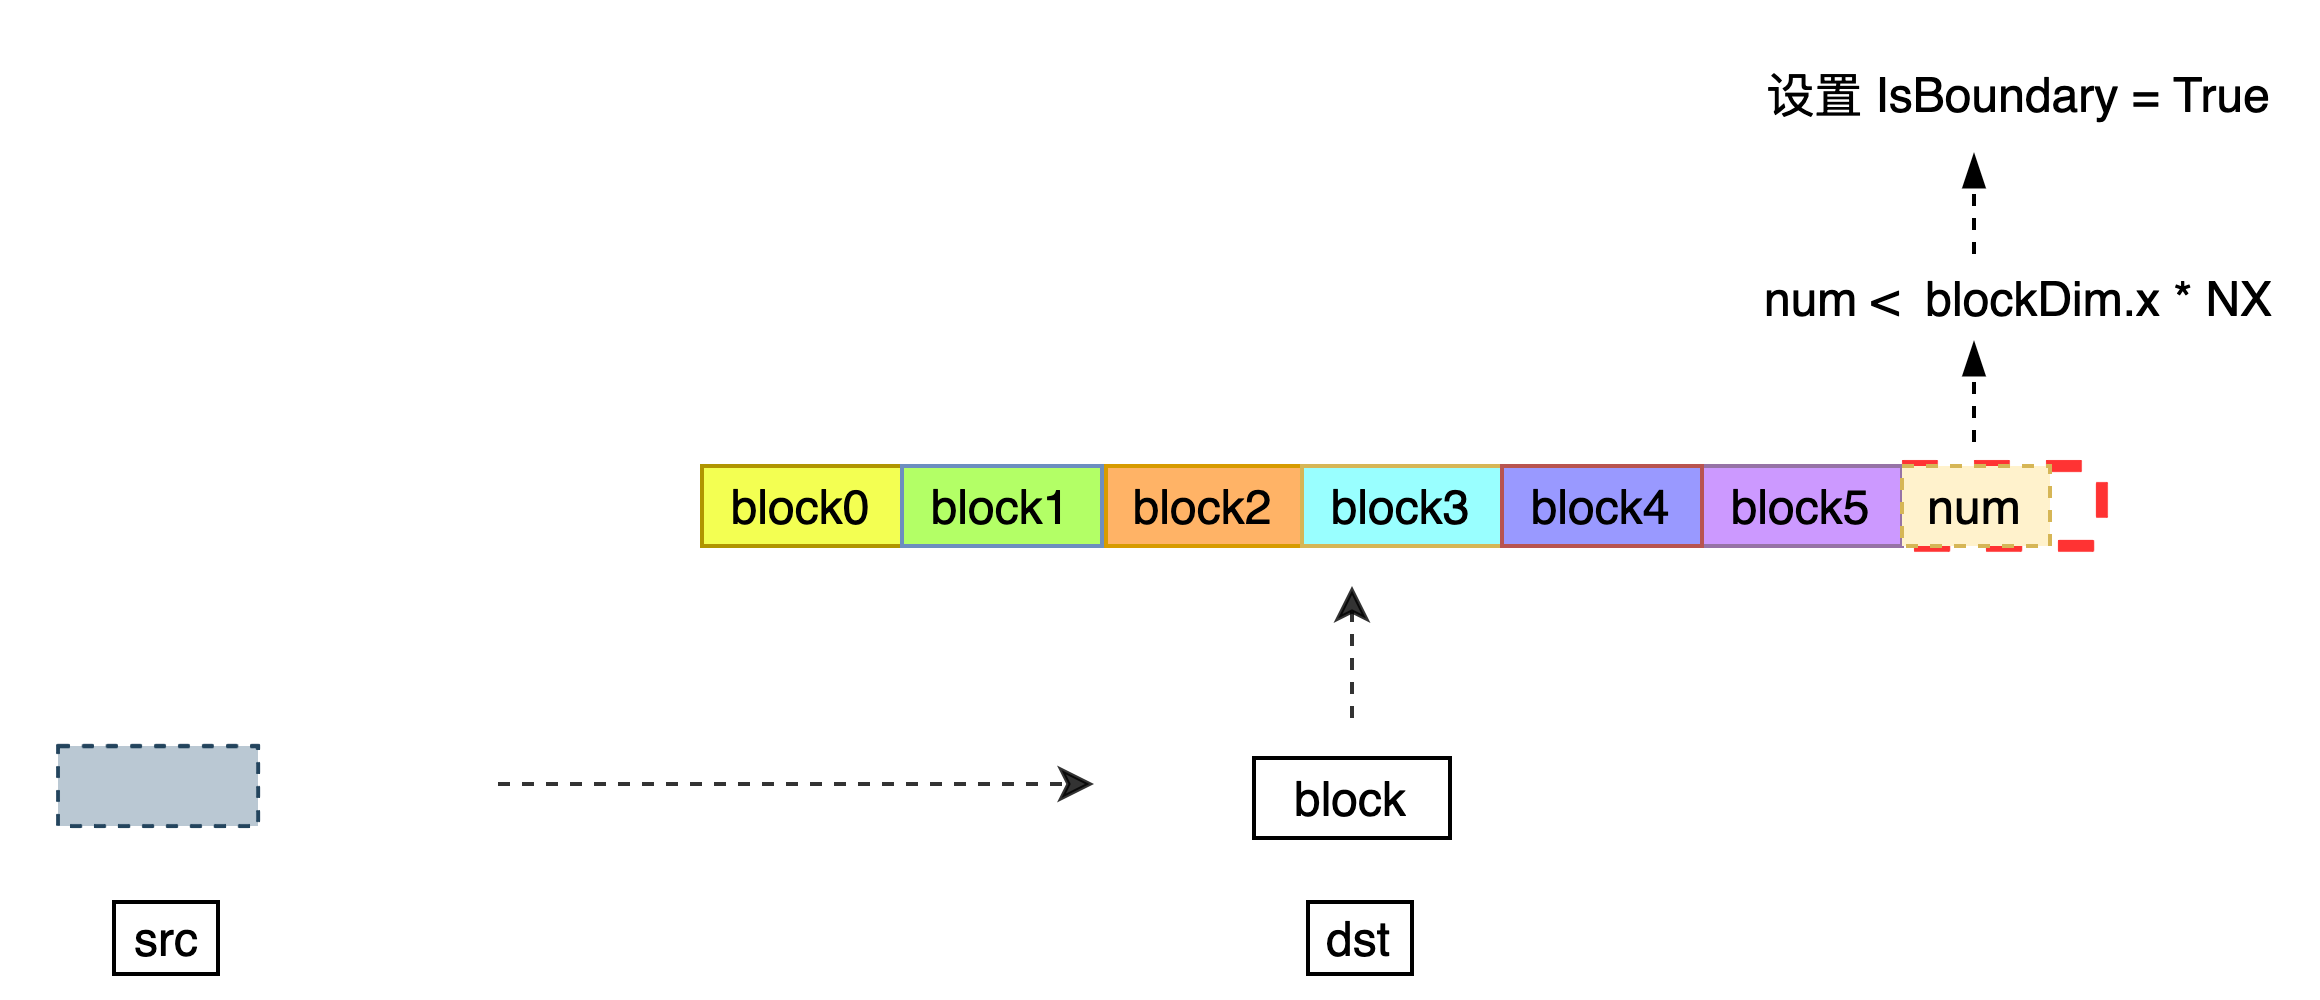 设置 IsBoundary = True
num < blockDim.x * NX
block0 block1 block2 block3 block4 block5 num
block
src
dst